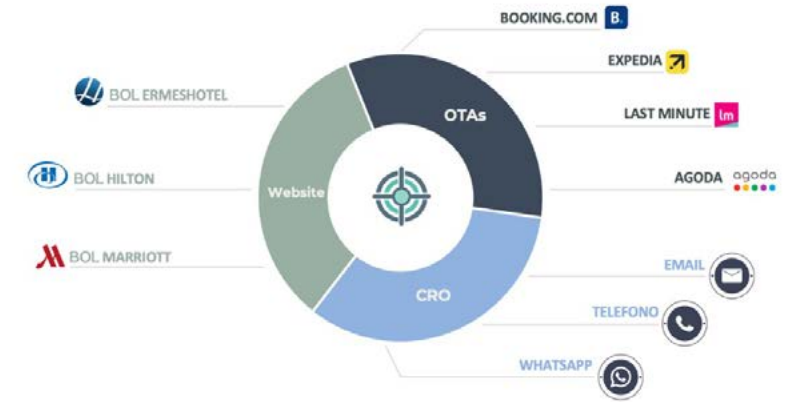 BOOKING.COM B.
EXPEDIA
BOL ERMESHOTEL
OTAs
LAST MINUTE lm
BOL HILTON
AGODA agoda
Website
BOL MARRIOTT
EMAIL
CRO
TELEFONO
WHATSAPP